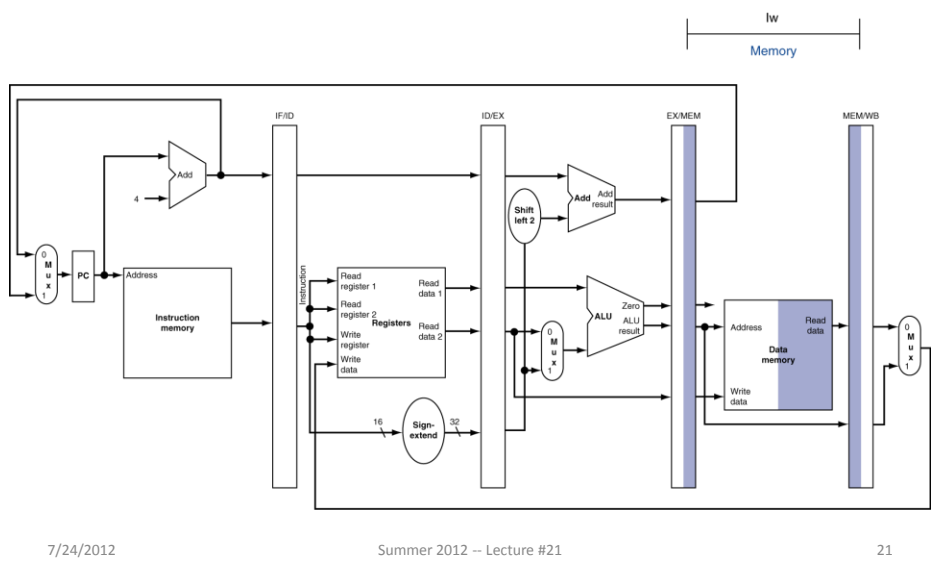 lw
Memory
IF/ID
ID/EX
EX/MEM
MEM/WB
Add
4
Shift
left 2
Add
Add
result
0
M
u
x
1
PC
Address
Instruction
memory
Instruction
Read
register 1
Read
register 2
Write
register
Write
data
Registers
Read
data 1
Read
data 2
0
M
u
x
1
Zero
ALU
ALU
result
Address
Read
data
Data
memory
Write
data
0
M
u
x
1
16
Sign-
extend
32
7/24/2012
Summer 2012 -- Lecture #21
21